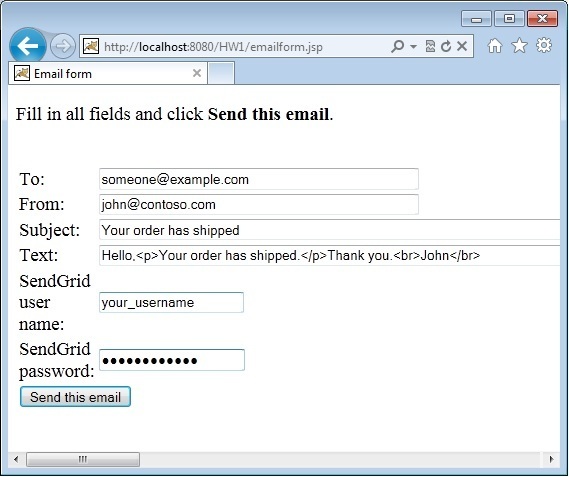 http://localhost:8080/HW1/emailform.jsp
Email form
Fill in all fields and click Send this email.
To: someone@example.com
From: john@contoso.com
Subject: Your order has shipped
Text: Hello,<p>Your order has shipped.</p>Thank you.<br>John</br>
SendGrid
user
name: your_username
SendGrid
password: ●●●●●●●●●●●●
Send this email